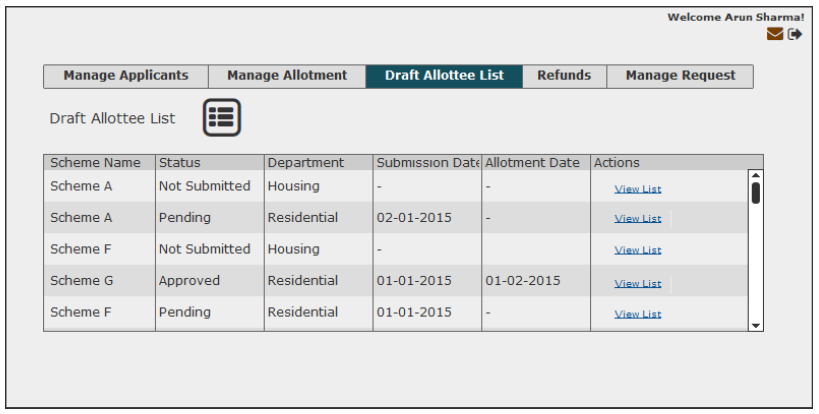 Welcome Arun Sharma!
Manage Applicants Manage Allotment Draft Allottee List Refunds Manage Request
Draft Allottee List
Scheme Name Status Department Submission Date Allotment Date Actions
Scheme A Not Submitted Housing - - View List
Scheme A Pending Residential 02-01-2015 - View List
Scheme F Not Submitted Housing - View List
Scheme G Approved Residential 01-01-2015 01-02-2015 View List
Scheme F Pending Residential 01-01-2015 - View List